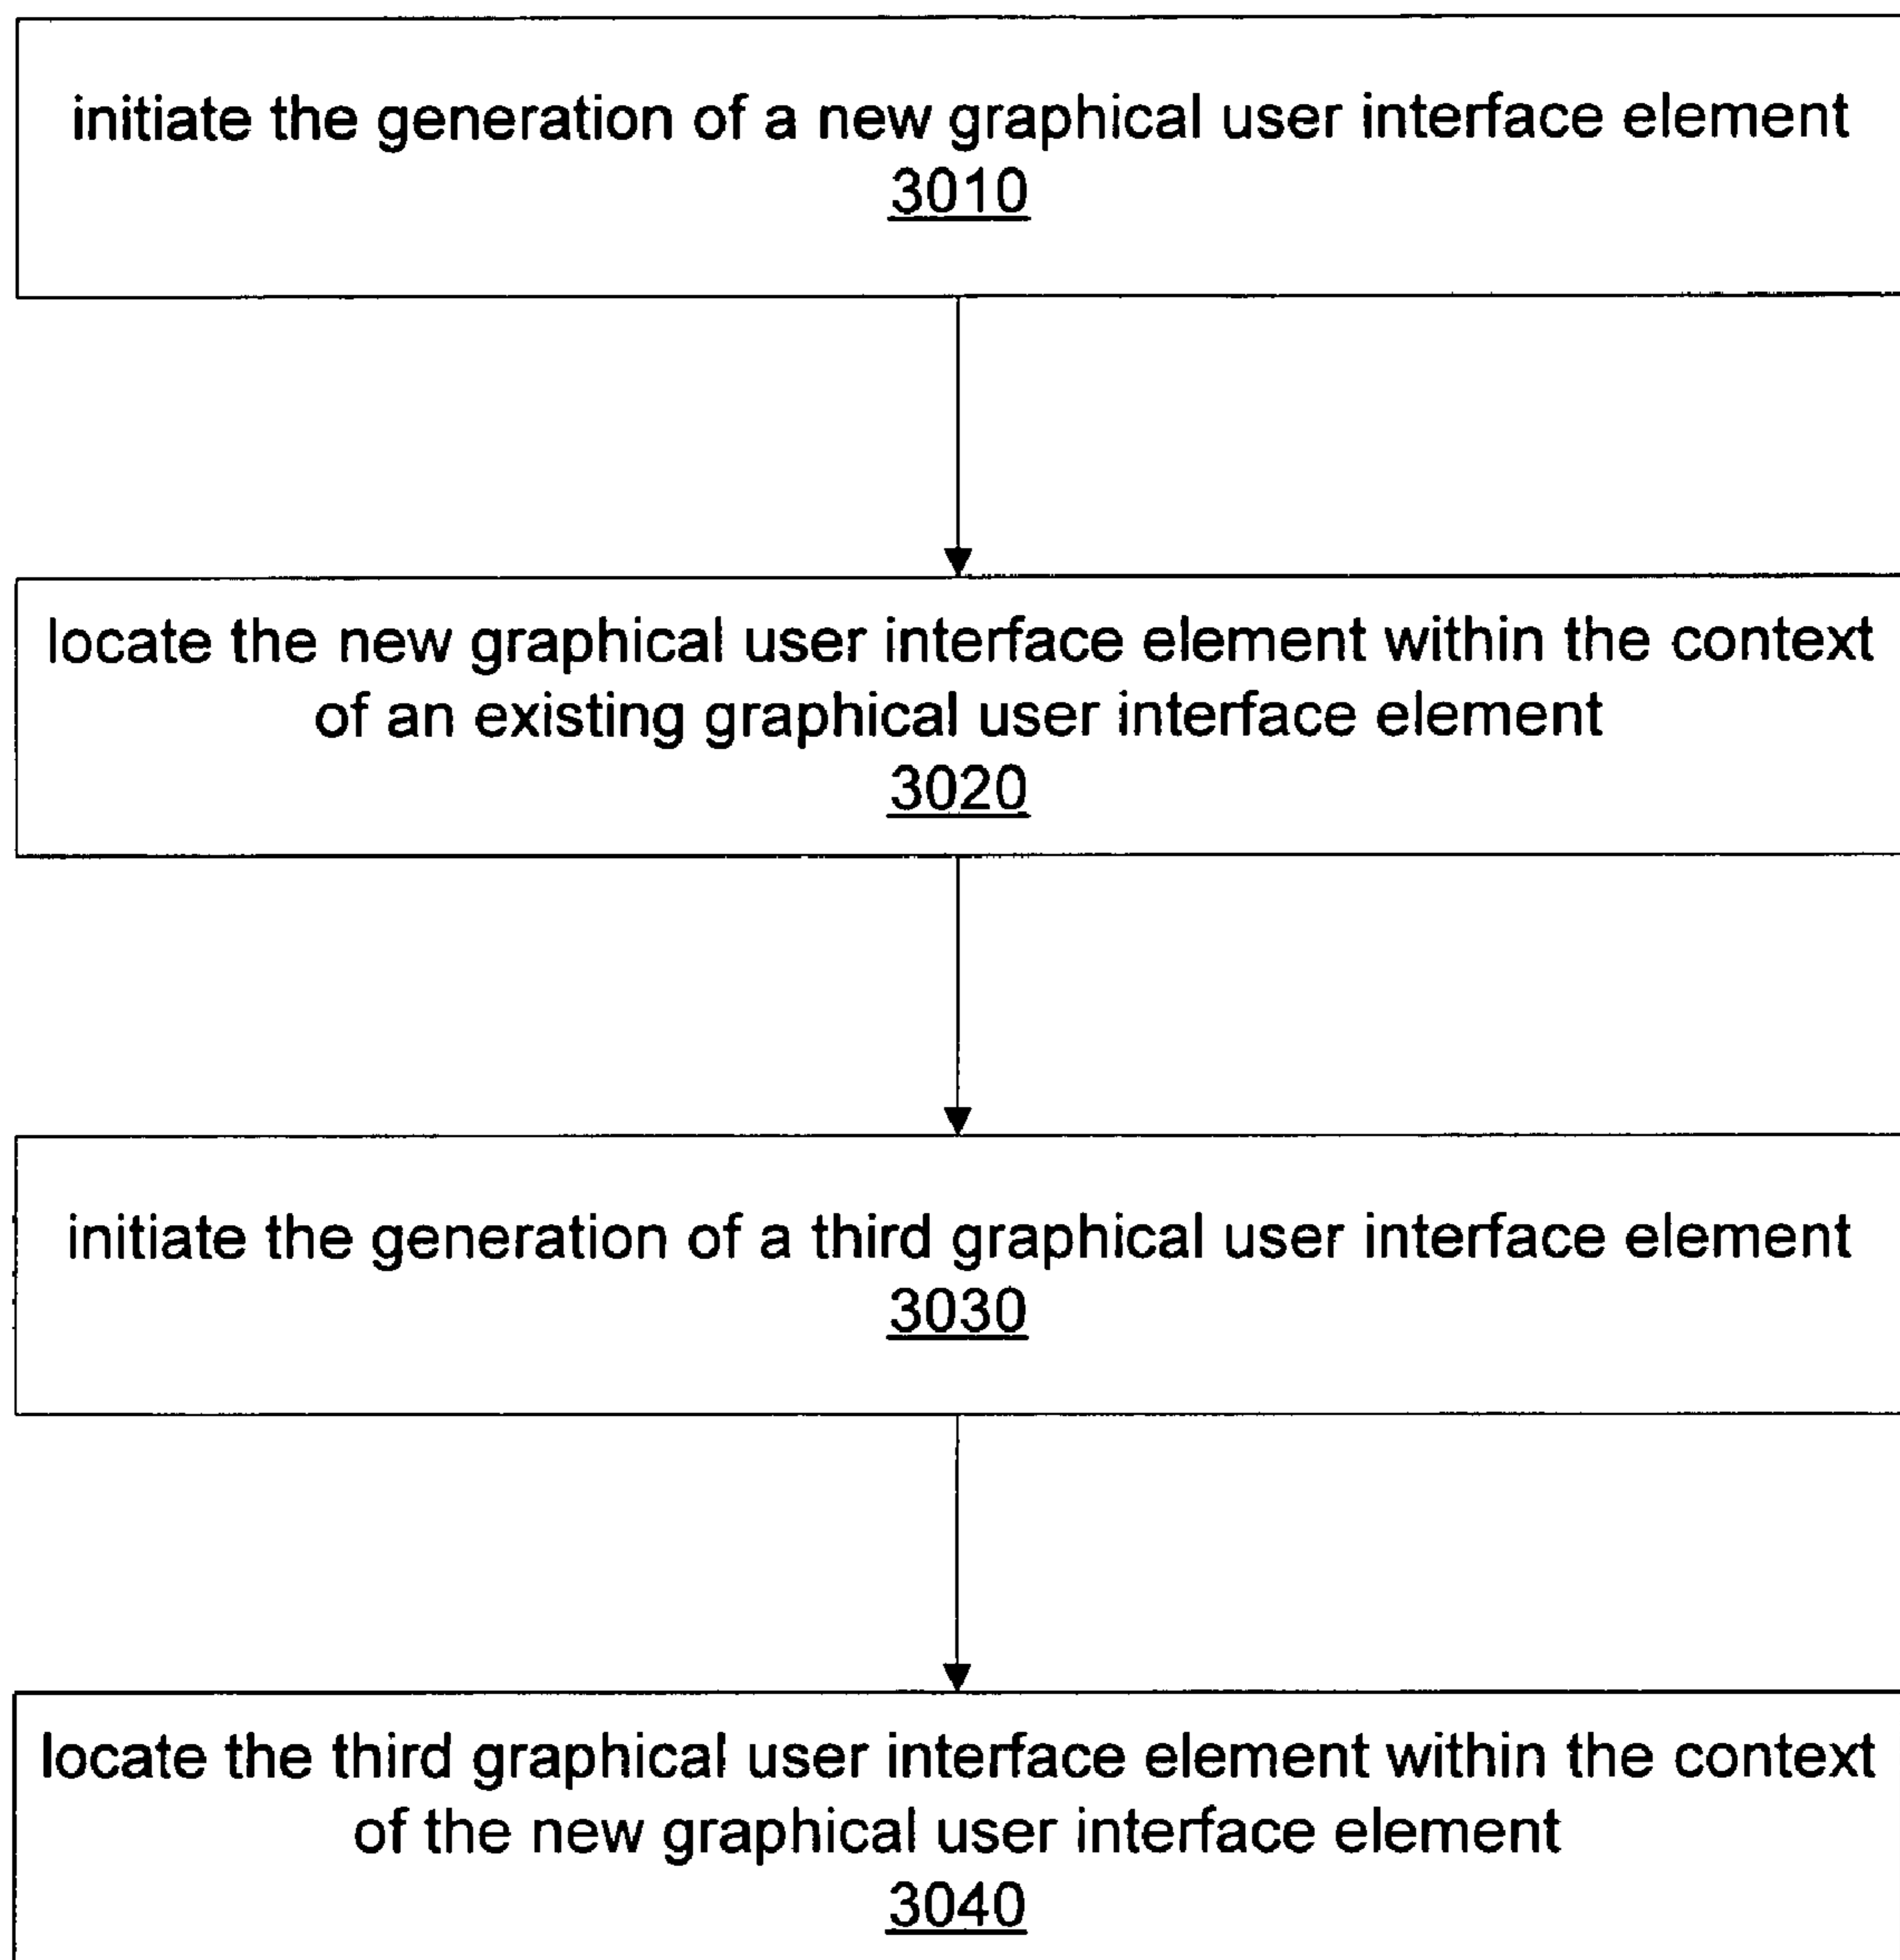 initiate the generation of a new graphical user interface element
3010
locate the new graphical user interface element within the context
of an existing graphical user interface element
3020
initiate the generation of a third graphical user interface element
3030
locate the third graphical user interface element within the context
of the new graphical user interface element
3040